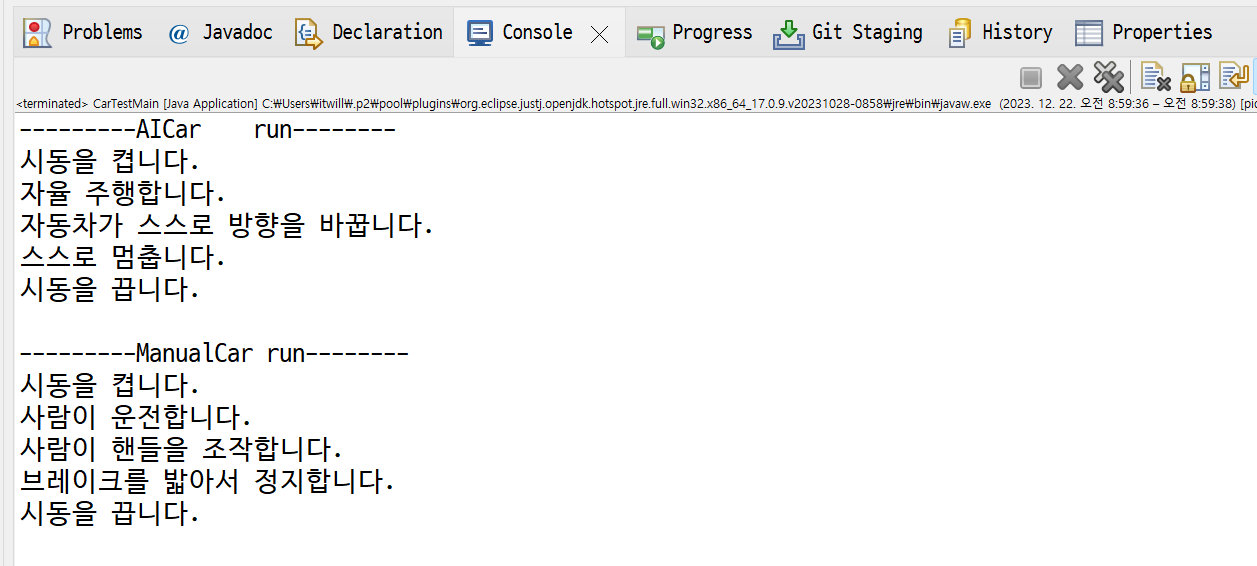 Problems Javadoc Declaration Console Progress Git Staging History Properties
<terminated> CarTestMain [Java Application] C:₩Users₩itwill₩.p2₩pool₩plugins₩org.eclipse.justj.openjdk.hotspot.jre.full.win32.x86_64_17.0.9.v20231028-0858₩jre₩bin₩javaw.exe (2023. 12. 22. 오전 8:59:36 – 오전 8:59:38) [pic
---------AICar    run--------
시동을 켭니다.
자율 주행합니다.
자동차가 스스로 방향을 바꿉니다.
스스로 멈춥니다.
시동을 끕니다.
---------ManualCar run--------
시동을 켭니다.
사람이 운전합니다.
사람이 핸들을 조작합니다.
브레이크를 밟아서 정지합니다.
시동을 끕니다.